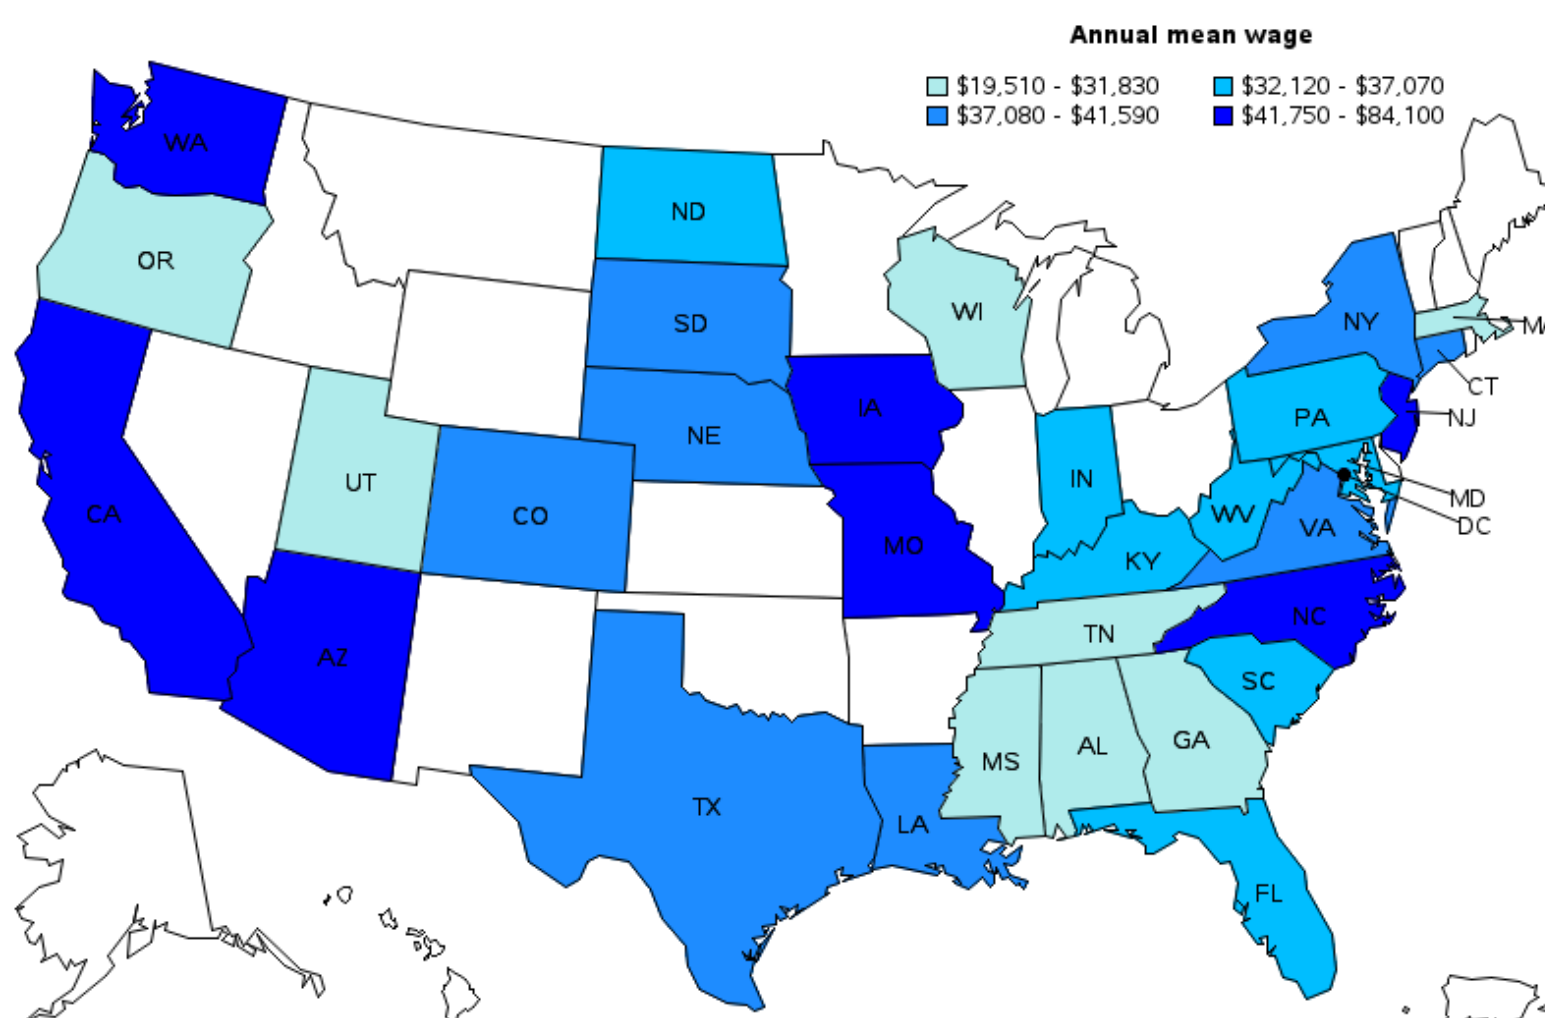 Annual mean wage
$19,510 - $31,830 $32,120 - $37,070
$37,080 - $41,590 $41,750 - $84,100
WA
ND
OR
WI
SD
NY
CT
IA
PA
NJ
NE
UT
IN
MD
CO
CA
WV
VA
DC
MO
KY
NC
TN
AZ
SC
GA
AL
MS
TX
LA
FL